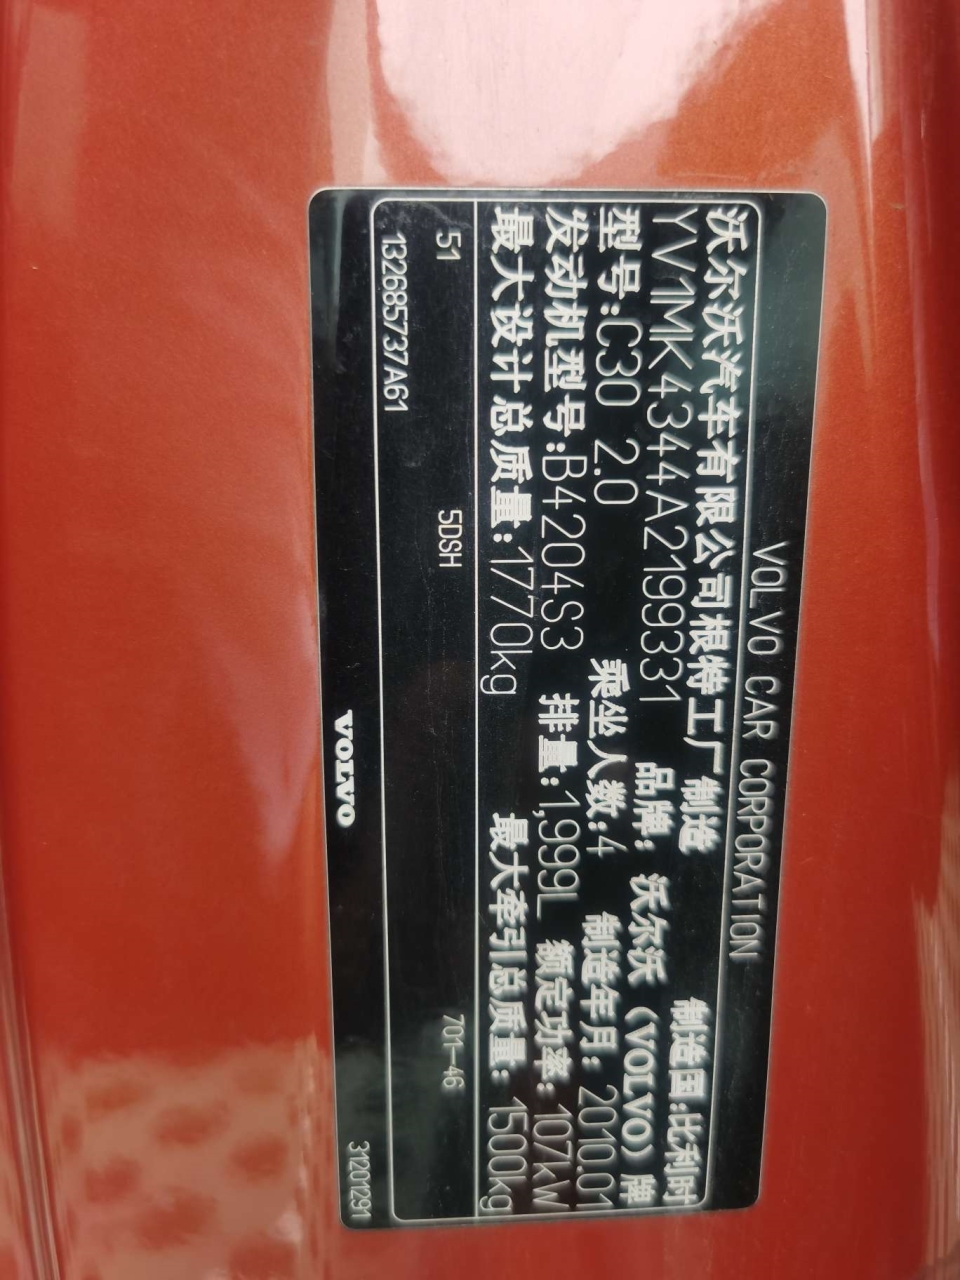 VOLVO CAR CORPORATION
沃尔沃汽车有限公司根特工厂 制造 制造国:比利时
YV1MK4344A2199331 品牌: 沃尔沃 (VOLVO) 牌
型号:C30 2.0 乘坐人数:4 制造年月: 2010.01
发动机型号:B4204S3 排量: 1,999L 额定功率: 107kW
最大设计总质量: 1770kg 最大牵引总质量: 1500kg
51 5DSH 701-46
132685737A61
VOLVO 31201291